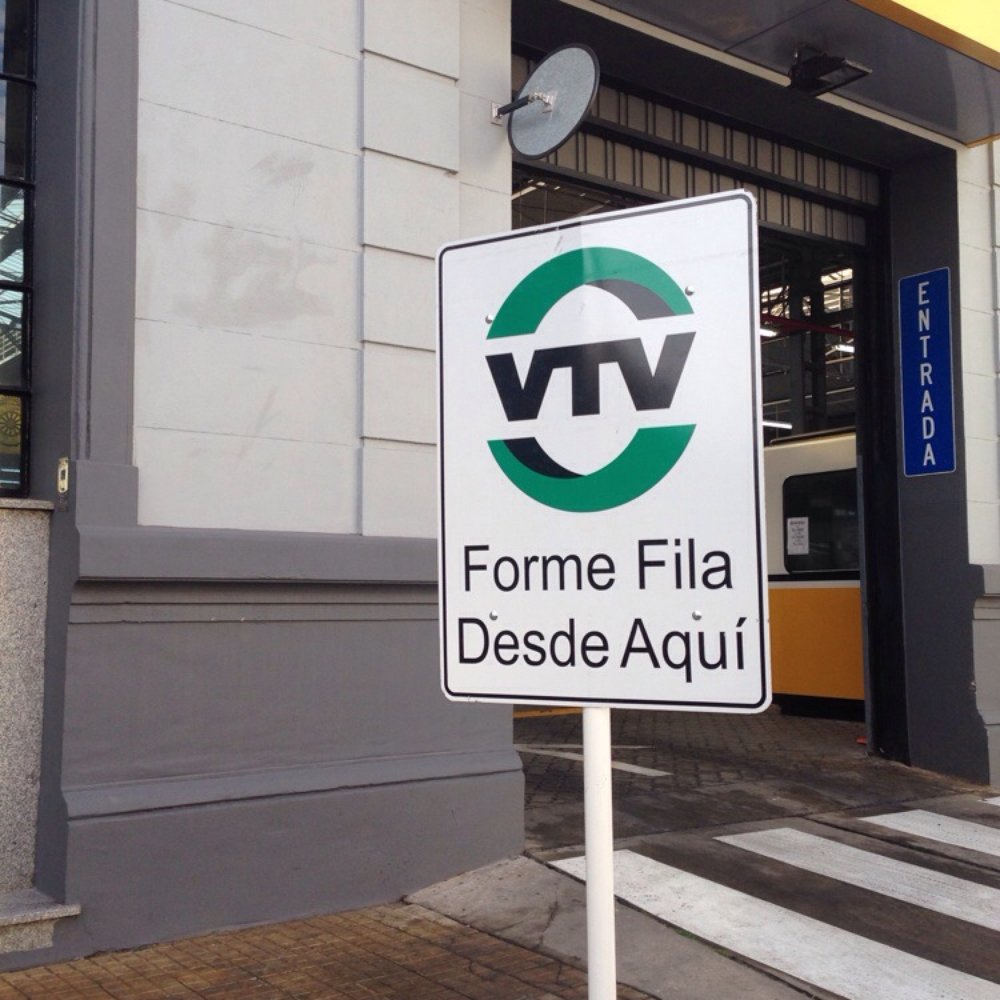 VTV
Forme Fila
Desde Aquí
ENTRADA